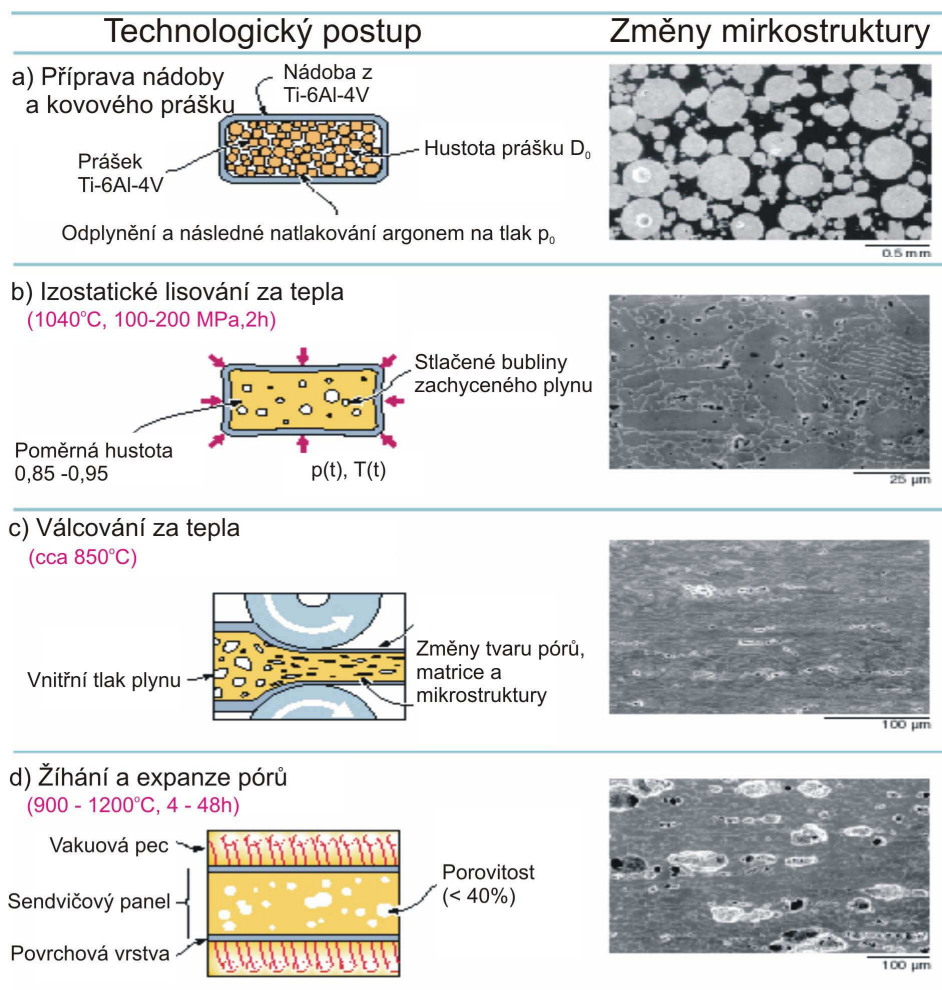 Technologický postup
Změny mirkostruktury
a) Příprava nádoby
a kovového prášku
Nádoba z
Ti-6Al-4V
Prášek
Ti-6Al-4V
Hustota prášku D₀
Odplynění a následné natlakování argonem na tlak p₀
0.5 mm
b) Izostatické lisování za tepla
(1040°C, 100-200 MPa,2h)
Stlačené bubliny
zachyceného plynu
Poměrná hustota
0,85 -0,95
p(t), T(t)
25 µm
c) Válcování za tepla
(cca 850°C)
Vnitřní tlak plynu
Změny tvaru pórů,
matrice a
mikrostruktury
100 µm
d) Žíhání a expanze pórů
(900 - 1200°C, 4 - 48h)
Vakuová pec
Sendvičový panel
Povrchová vrstva
Porovitost
(< 40%)
100 µm